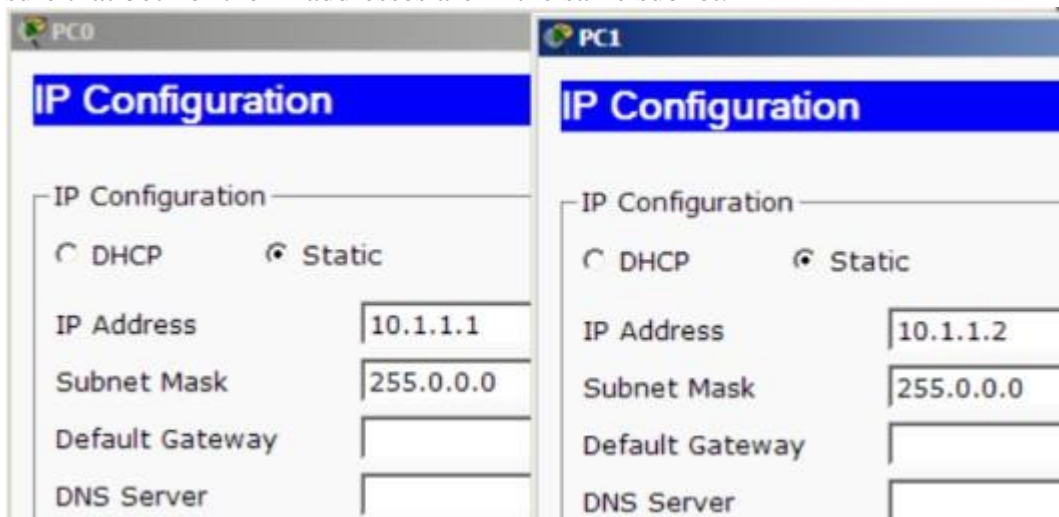 PC0
IP Configuration
IP Configuration
DHCP Static
IP Address 10.1.1.1
Subnet Mask 255.0.0.0
Default Gateway
DNS Server
PC1
IP Configuration
IP Configuration
DHCP Static
IP Address 10.1.1.2
Subnet Mask 255.0.0.0
Default Gateway
DNS Server